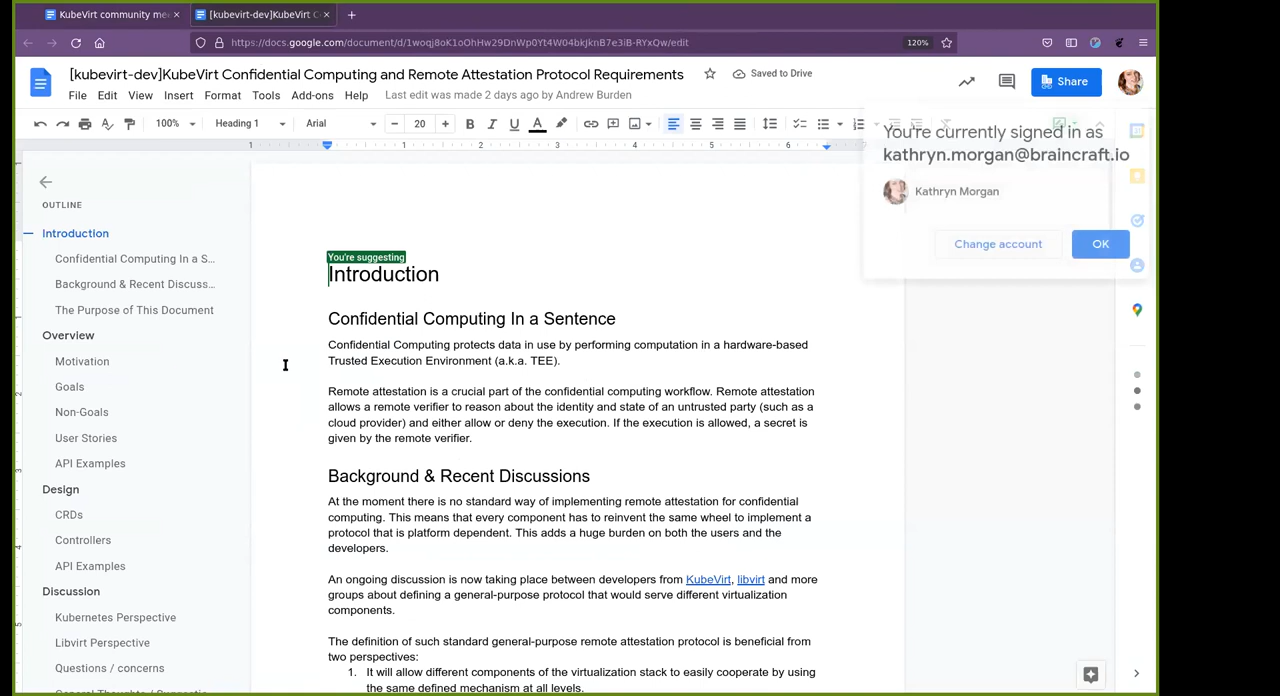 KubeVirt community me
[kubevirt-dev]KubeVirt C
https://docs.google.com/document/d/1woqj8oK1oOhHw29DnWp0Yt4W04bkJknB7e3iB-RYxQw/edit
120%
[kubevirt-dev]KubeVirt Confidential Computing and Remote Attestation Protocol Requirements
Saved to Drive
Share
File Edit View Insert Format Tools Add-ons Help Last edit was made 2 days ago by Andrew Burden
100% Heading 1 Arial 20
You're currently signed in as
kathryn.morgan@braincraft.io
Kathryn Morgan
Change account OK
1 1 2 3 4 5 6
OUTLINE
Introduction
Confidential Computing In a S...
Background & Recent Discuss...
The Purpose of This Document
Overview
Motivation
Goals
Non-Goals
User Stories
API Examples
Design
CRDs
Controllers
API Examples
Discussion
Kubernetes Perspective
Libvirt Perspective
Questions / concerns
You're suggesting
Introduction
Confidential Computing In a Sentence
Confidential Computing protects data in use by performing computation in a hardware-based
Trusted Execution Environment (a.k.a. TEE).
Remote attestation is a crucial part of the confidential computing workflow. Remote attestation
allows a remote verifier to reason about the identity and state of an untrusted party (such as a
cloud provider) and either allow or deny the execution. If the execution is allowed, a secret is
given by the remote verifier.
Background & Recent Discussions
At the moment there is no standard way of implementing remote attestation for confidential
computing. This means that every component has to reinvent the same wheel to implement a
protocol that is platform dependent. This adds a huge burden on both the users and the
developers.
An ongoing discussion is now taking place between developers from KubeVirt, libvirt and more
groups about defining a general-purpose protocol that would serve different virtualization
components.
The definition of such standard general-purpose remote attestation protocol is beneficial from
two perspectives:
1. It will allow different components of the virtualization stack to easily cooperate by using
the same defined mechanism at all levels.